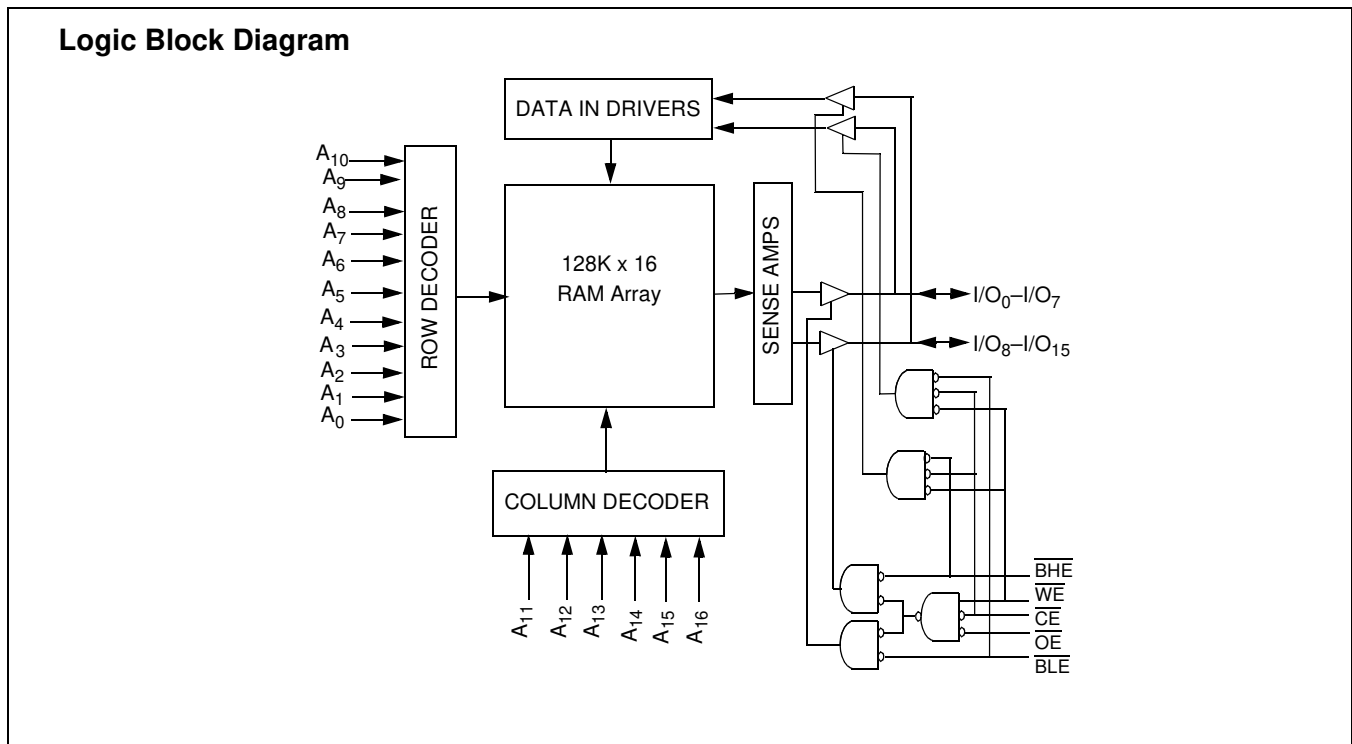 Logic Block Diagram
DATA IN DRIVERS
A10
A9
A8
A7
A6
A5
A4
A3
A2
A1
A0
ROW DECODER
128K x 16
RAM Array
SENSE AMPS
I/O0–I/O7
I/O8–I/O15
COLUMN DECODER
A11
A12
A13
A14
A15
A16
BHE
WE
CE
OE
BLE